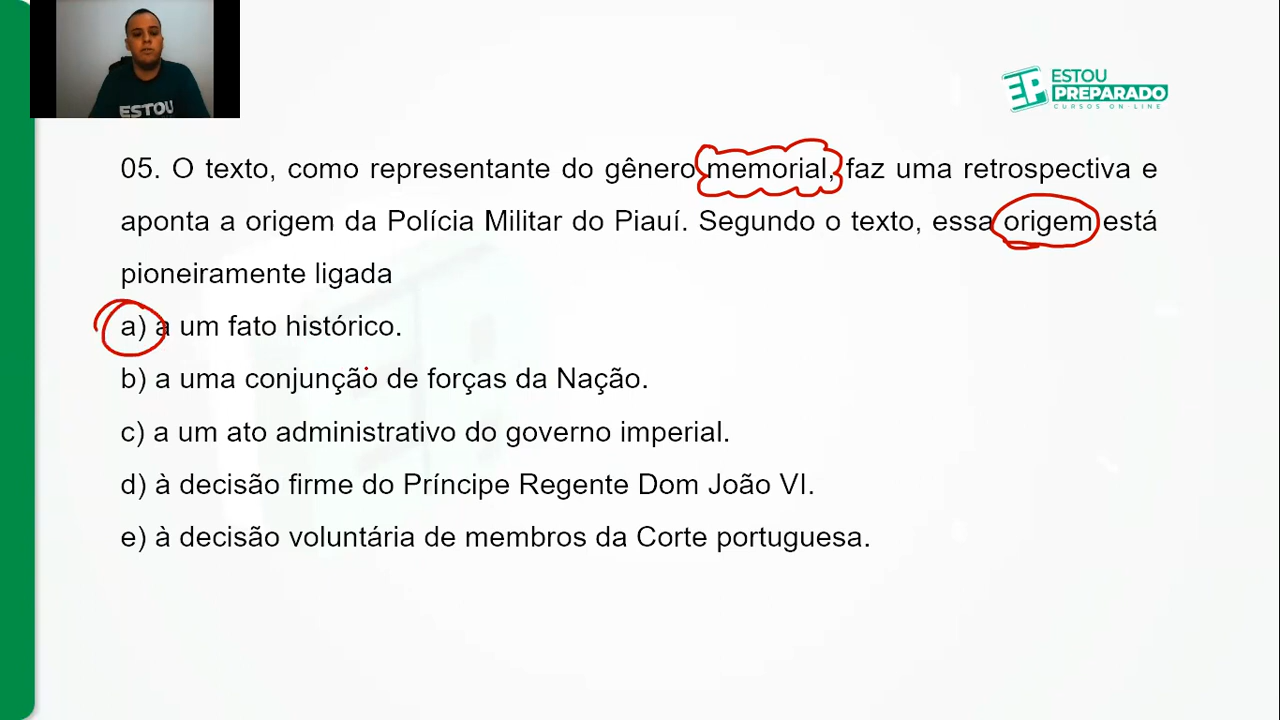 ESTOU
ESTOU
PREPARADO
CURSOS ON-LINE
05. O texto, como representante do gênero memorial, faz uma retrospectiva e
aponta a origem da Polícia Militar do Piauí. Segundo o texto, essa origem está
pioneiramente ligada
a) a um fato histórico.
b) a uma conjunção de forças da Nação.
c) a um ato administrativo do governo imperial.
d) à decisão firme do Príncipe Regente Dom João VI.
e) à decisão voluntária de membros da Corte portuguesa.